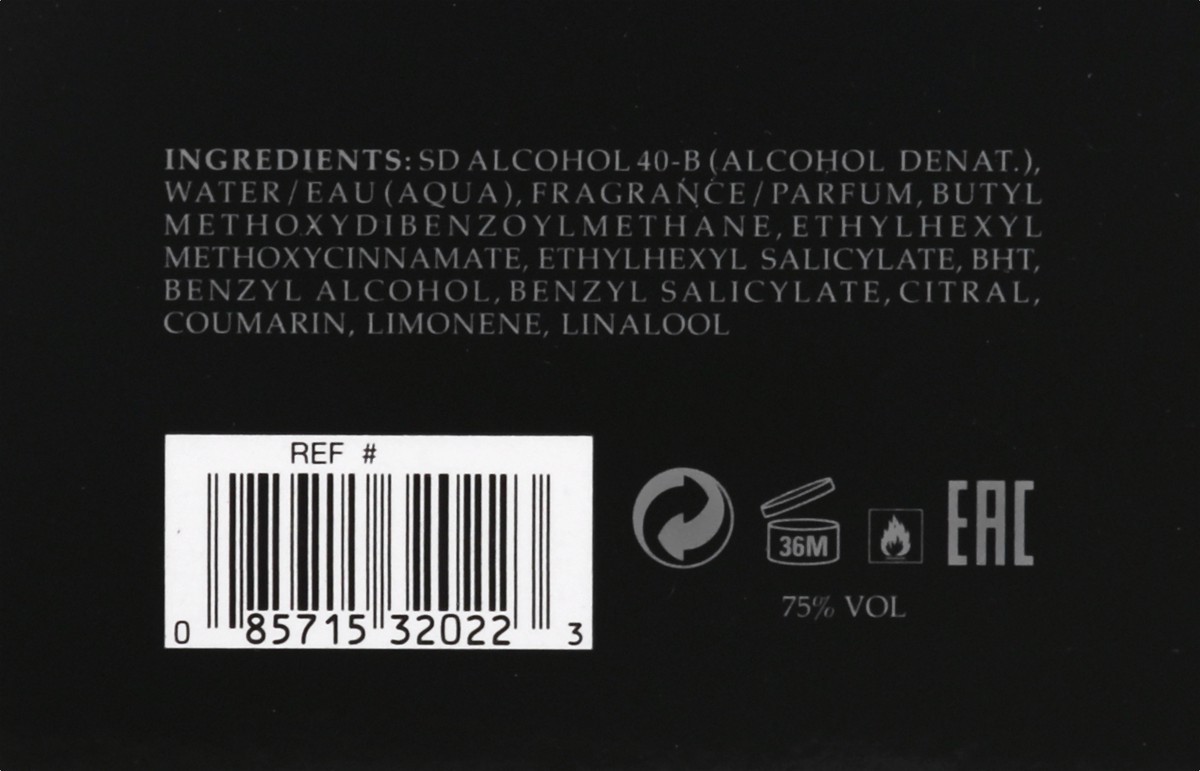 INGREDIENTS: SD ALCOHOL 40-B (ALCOHOL DENAT.),
WATER/EAU (AQUA), FRAGRANCE/PARFUM, BUTYL
METHOXYDIBENZOYLMETHANE, ETHYLHEXYL
METHOXYCINNAMATE, ETHYLHEXYL SALICYLATE, BHT,
BENZYL ALCOHOL, BENZYL SALICYLATE, CITRAL,
COUMARIN, LIMONENE, LINALOOL
REF #
0 85715 32022 3
36M
EAC
75% VOL